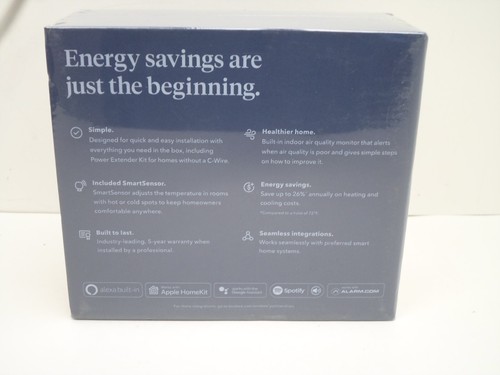 Energy savings are
just the beginning.
Simple.
Designed for quick and easy installation with
everything you need in the box, including
Power Extender Kit for homes without a C-Wire.
Included SmartSensor.
SmartSensor adjusts the temperature in rooms
with hot or cold spots to keep homeowners
comfortable anywhere.
Built to last.
Industry-leading, 5-year warranty when
installed by a professional.
Healthier home.
Built-in indoor air quality monitor that alerts
when air quality is poor and gives simple steps
on how to improve it.
Energy savings.
Save up to 26% annually on heating and
cooling costs.
Seamless integrations.
Works seamlessly with preferred smart
home systems.
Apple HomeKit
Spotify
ALARM.COM